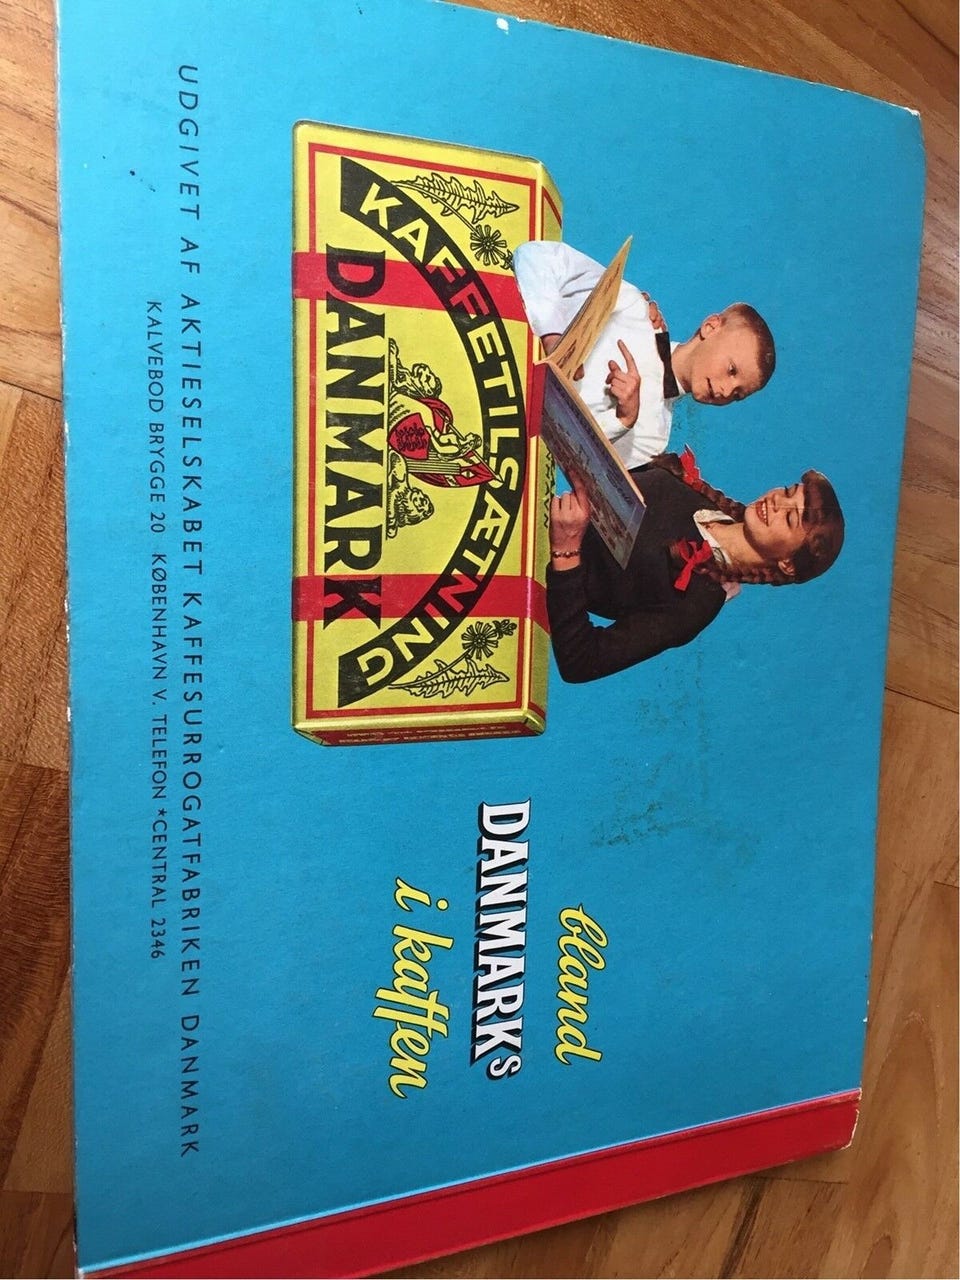 KAFFETILSÆTNING
DANMARK
bland
DANMARKS
i kaffen
UDGIVET AF AKTIESELSKABET KAFFESURROGATFABRIKEN DANMARK
KALVEBOD BRYGGE 20 KØBENHAVN V. TELEFON *CENTRAL 2346